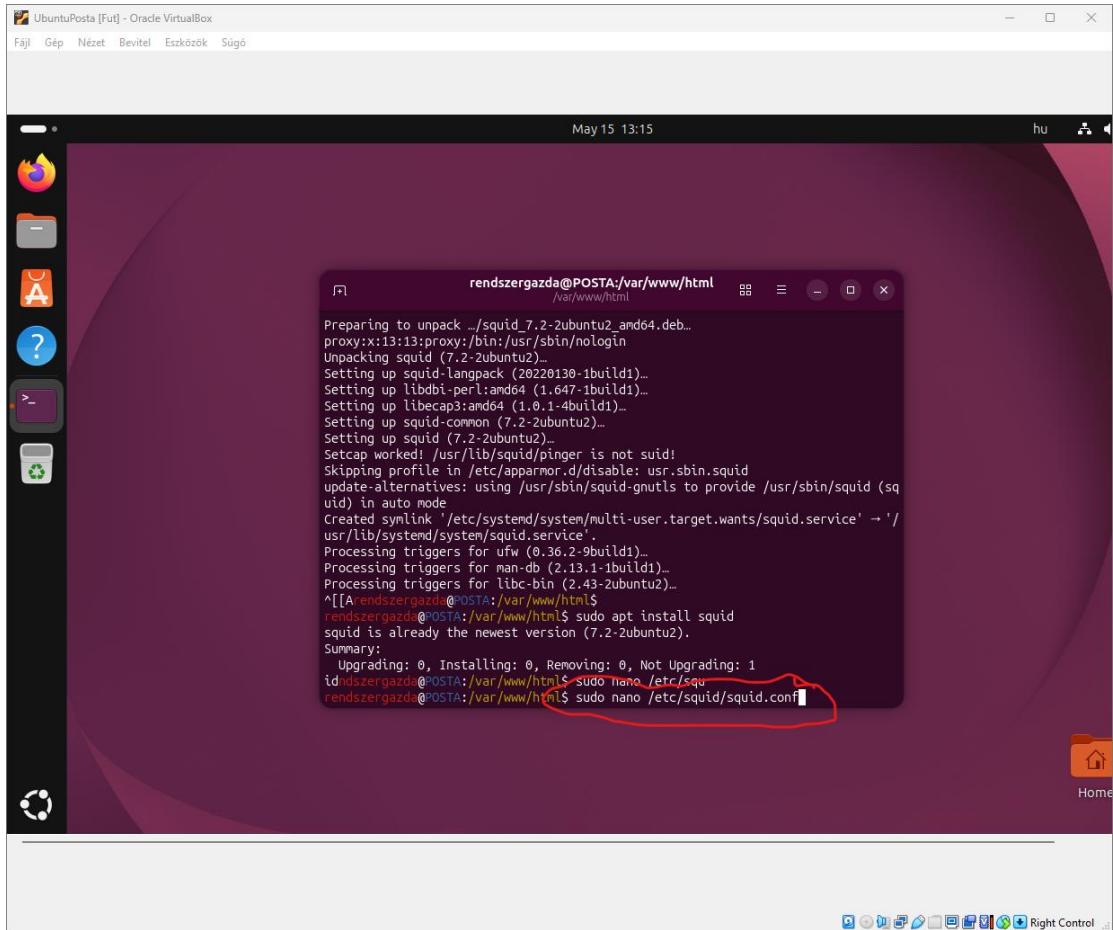 UbuntuPosta [Fut] - Oracle VirtualBox
Fájl Gép Nézet Bevitel Eszközök Súgó
May 15 13:15
hu
rendszergazda@POSTA:/var/www/html
/var/www/html
Preparing to unpack …/squid_7.2-2ubuntu2_amd64.deb…
proxy:x:13:13:proxy:/bin:/usr/sbin/nologin
Unpacking squid (7.2-2ubuntu2)…
Setting up squid-langpack (20220130-1build1)…
Setting up libdbi-perl:amd64 (1.647-1build1)…
Setting up libecap3:amd64 (1.0.1-4build1)…
Setting up squid-common (7.2-2ubuntu2)…
Setting up squid (7.2-2ubuntu2)…
Setcap worked! /usr/lib/squid/pinger is not suid!
Skipping profile in /etc/apparmor.d/disable: usr.sbin.squid
update-alternatives: using /usr/sbin/squid-gnutls to provide /usr/sbin/squid (sq
uid) in auto mode
Created symlink '/etc/systemd/system/multi-user.target.wants/squid.service' → '/
usr/lib/systemd/system/squid.service'.
Processing triggers for ufw (0.36.2-9build1)…
Processing triggers for man-db (2.13.1-1build1)…
Processing triggers for libc-bin (2.43-2ubuntu2)…
^[[Arendszergazda@POSTA:/var/www/html$
rendszergazda@POSTA:/var/www/html$ sudo apt install squid
squid is already the newest version (7.2-2ubuntu2).
Summary:
  Upgrading: 0, Installing: 0, Removing: 0, Not Upgrading: 1
idndszergazda@POSTA:/var/www/html$ sudo nano /etc/squ
rendszergazda@POSTA:/var/www/html$ sudo nano /etc/squid/squid.conf
Home
Right Control